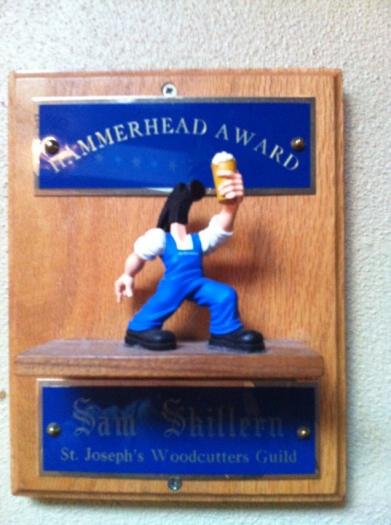 HAMMERHEAD AWARD
Sam Skillern
St. Joseph's Woodcutters Guild